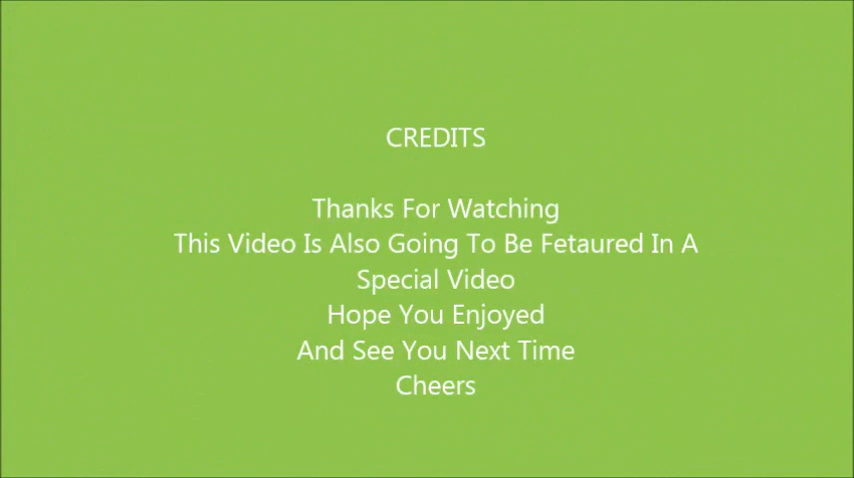 CREDITS
Thanks For Watching
This Video Is Also Going To Be Fetaured In A
Special Video
Hope You Enjoyed
And See You Next Time
Cheers